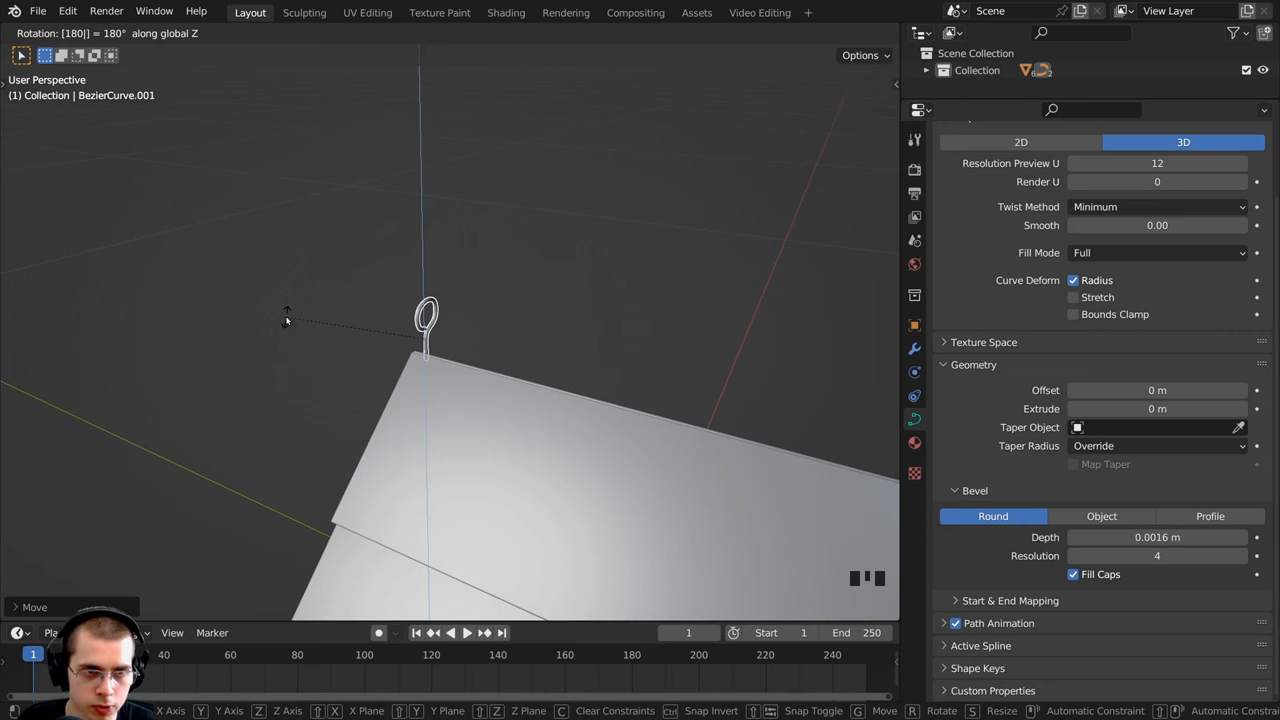 File Edit Render Window Help Layout Sculpting UV Editing Texture Paint Shading Rendering Compositing Assets Video Editing + Scene View Layer
Rotation: [180|] = 180° along global Z
Options
User Perspective
(1) Collection | BezierCurve.001
Scene Collection
Collection 6 2
2D 3D
Resolution Preview U 12
Render U 0
Twist Method Minimum
Smooth 0.00
Fill Mode Full
Curve Deform Radius
Stretch
Bounds Clamp
Texture Space
Geometry
Offset 0 m
Extrude 0 m
Taper Object
Taper Radius Override
Map Taper
Bevel
Round Object Profile
Depth 0.0016 m
Resolution 4
Fill Caps
Start & End Mapping
Path Animation
Active Spline
Shape Keys
Custom Properties
Move
View Marker 1 Start 1 End 250
1 40 60 80 100 120 140 160 180 200 220 240
X Axis Y Y Axis Z Z Axis X X Plane Y Y Plane Z Z Plane C Clear Constraints Snap Invert Snap Toggle G Move R Rotate S Resize Automatic Constraint Automatic Constra